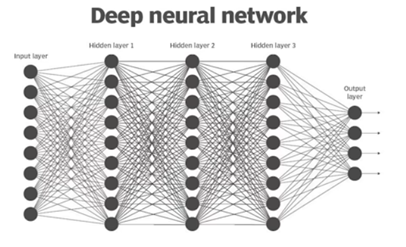 Deep neural network
Input layer
Hidden layer 1
Hidden layer 2
Hidden layer 3
Output
layer